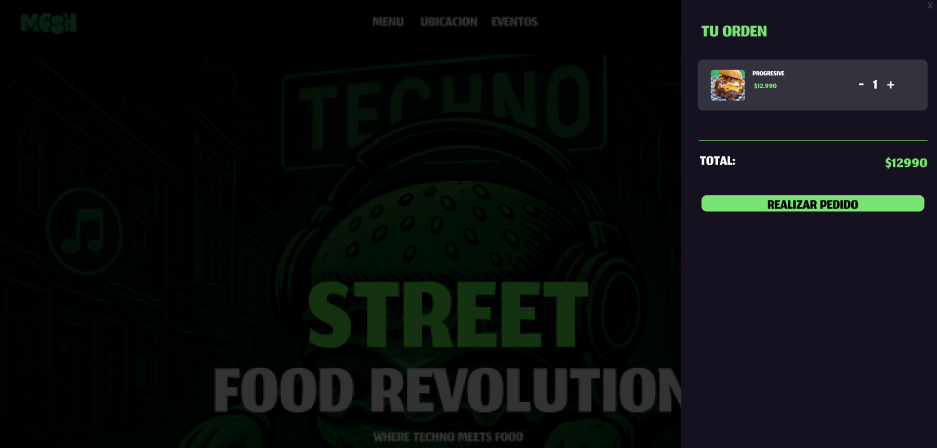 MOSH
MENU UBICACION EVENTOS
X
TECHNO
STREET
FOOD REVOLUTION
WHERE TECHNO MEETS FOOD
TU ORDEN
PROGRESIVE
$12.990
- 1 +
TOTAL: $12990
REALIZAR PEDIDO